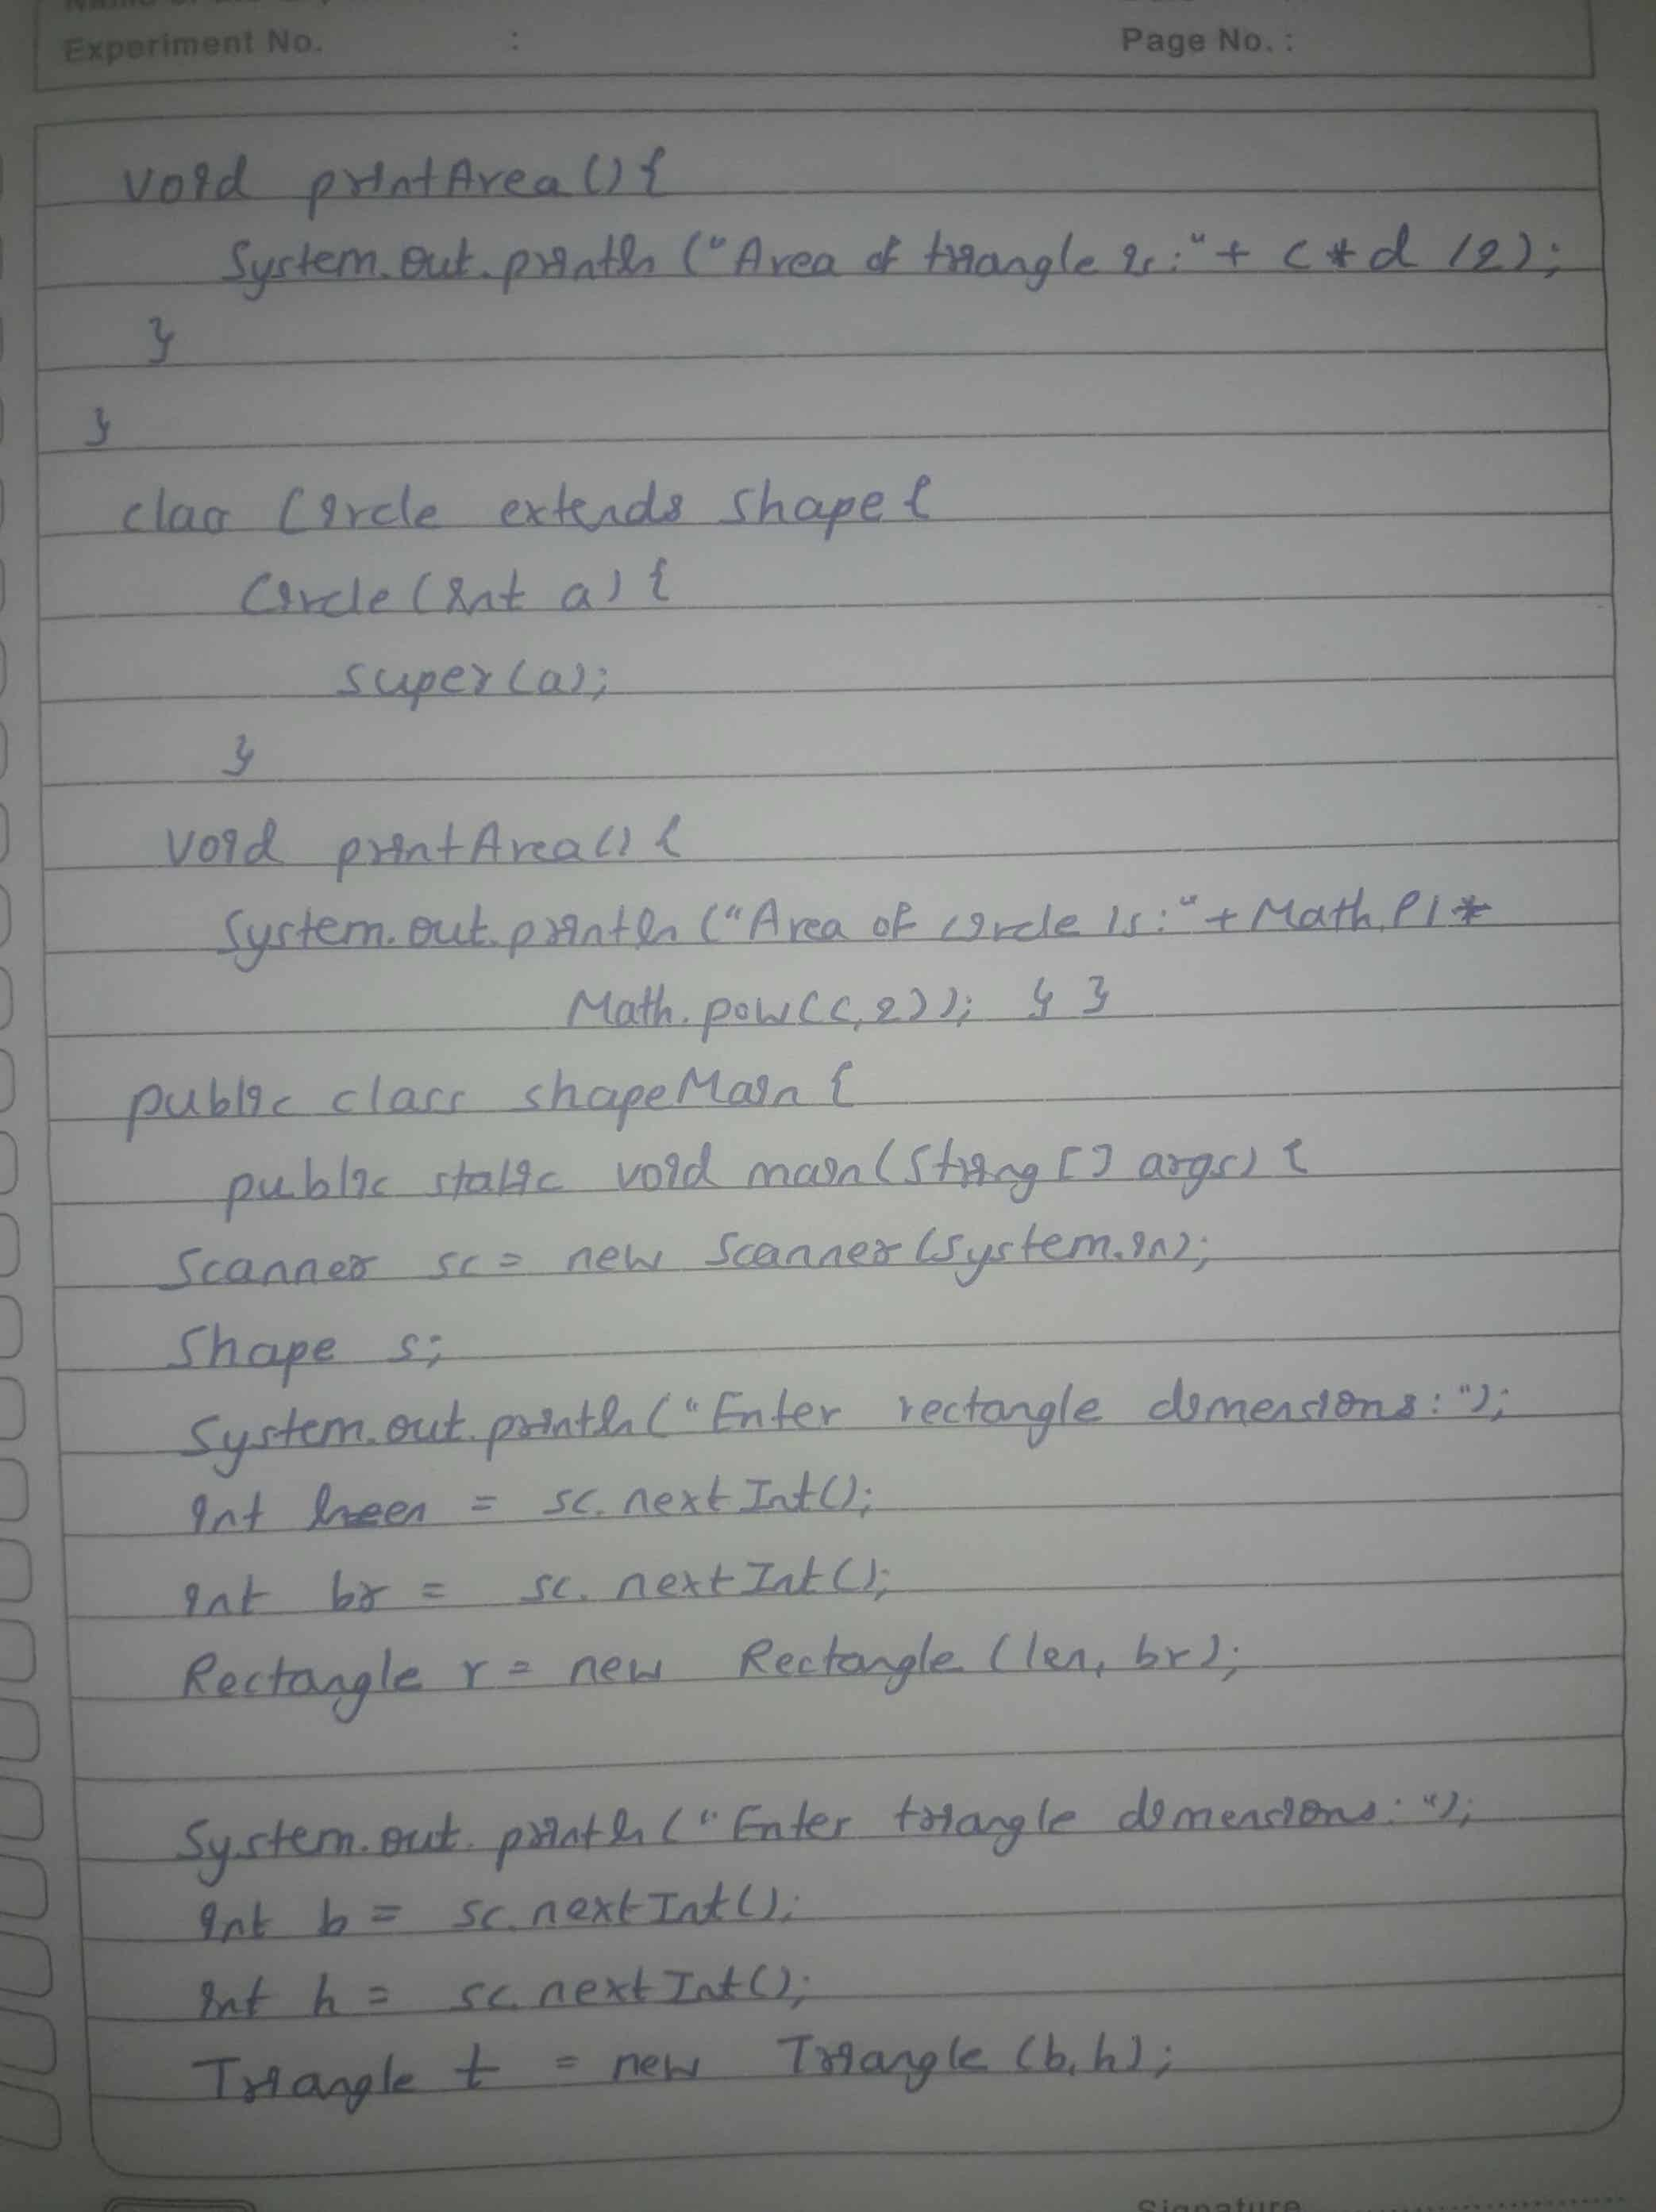 Experiment No. :
Page No. :
void printArea(){
System.out.println("Area of triangle is:"+ c*d /2);
}
}
class Circle extends Shape{
Circle(int a){
super(a);
}
void printArea(){
System.out.println("Area of circle is:"+Math.PI*
Math.pow(c,2)); } }
public class shapeMain{
public static void main(String[] args){
Scanner sc = new Scanner(System.in);
Shape s;
System.out.println("Enter rectangle dimensions:");
int = sc.nextInt();
int br = sc.nextInt();
Rectangle r = new Rectangle (len, br);
System.out.println("Enter triangle dimensions:");
int b = sc.nextInt();
int h = sc.nextInt();
Triangle t = new Triangle (b,h);
Signature